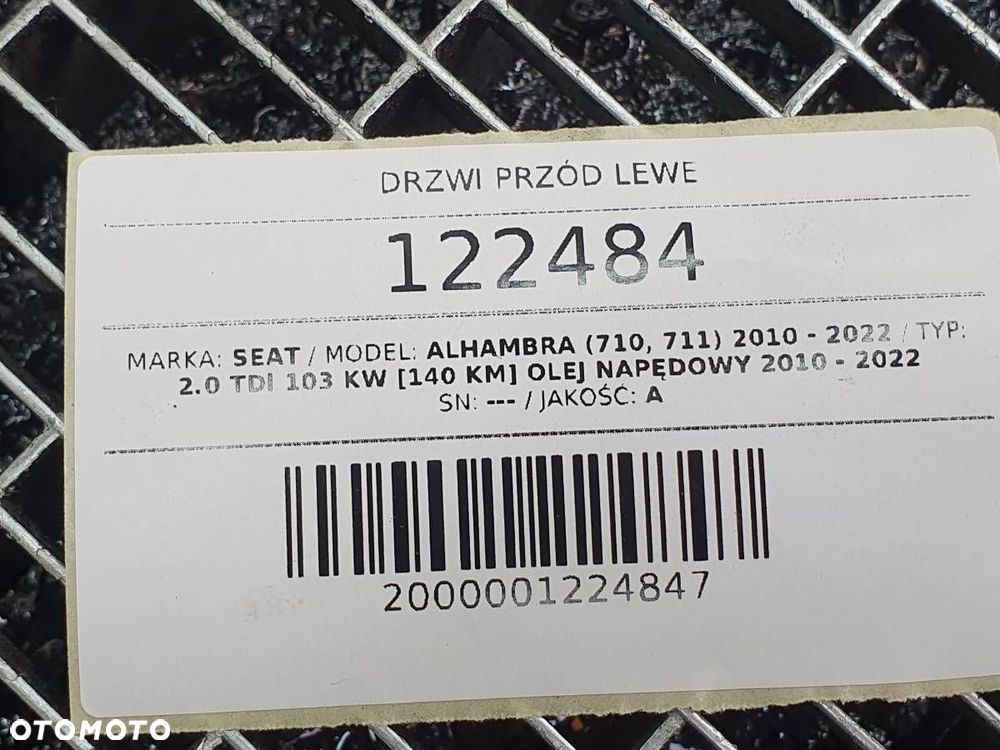 DRZWI PRZÓD LEWE
122484
MARKA: SEAT / MODEL: ALHAMBRA (710, 711) 2010 - 2022 / TYP:
2.0 TDI 103 KW [140 KM] OLEJ NAPĘDOWY 2010 - 2022
SN: --- / JAKOŚĆ: A
2000001224847
OTOMOTO